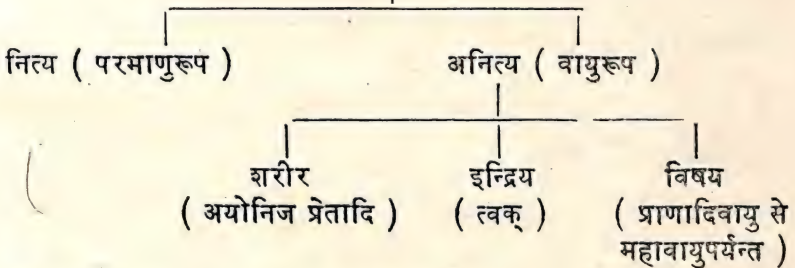 नित्य ( परमाणुरूप ) अनित्य ( वायुरूप )
शरीर इन्द्रिय विषय
( अयोनिज प्रेतादि ) ( त्वक् ) ( प्राणादिवायु से
महावायुपर्यन्त )